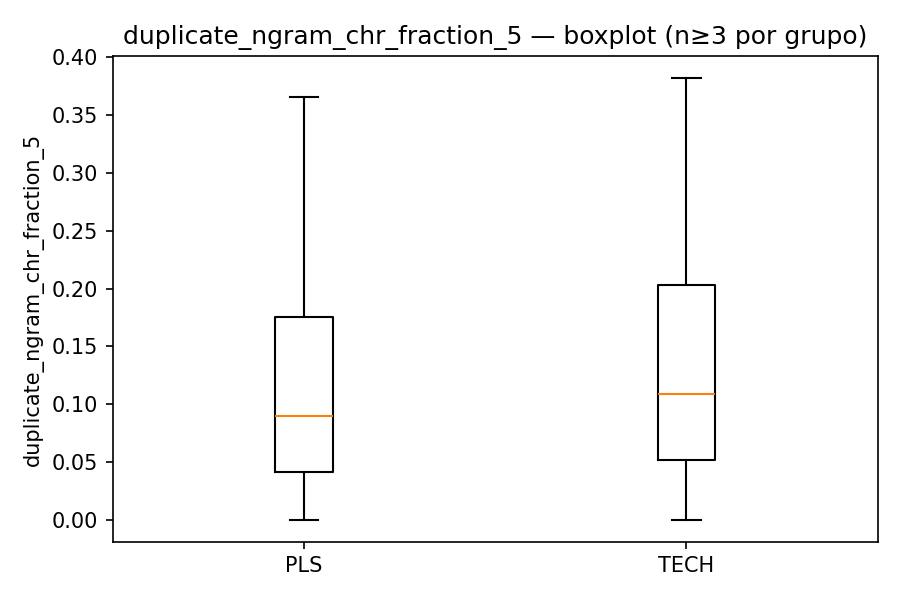 duplicate_ngram_chr_fraction_5 — boxplot (n≥3 por grupo)
duplicate_ngram_chr_fraction_5
0.40
0.35
0.30
0.25
0.20
0.15
0.10
0.05
0.00
PLS
TECH